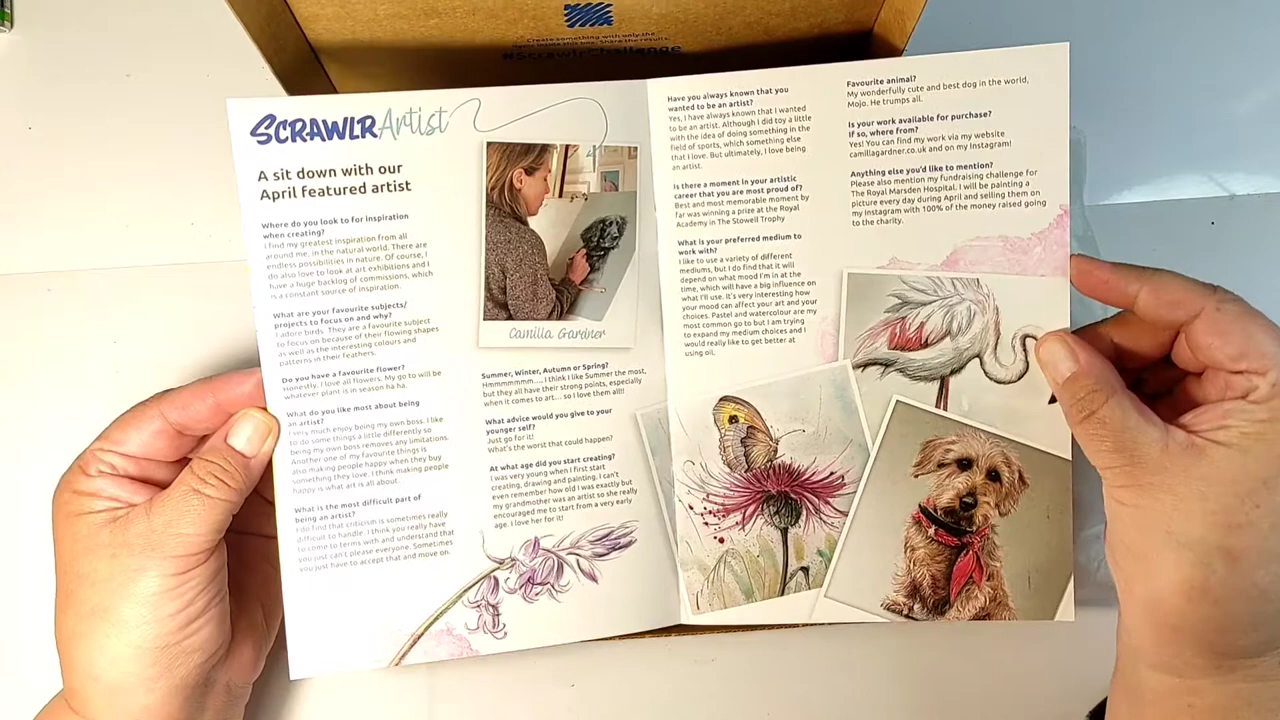 Create something with only the
items inside this box. Share the results.
#ScrawlrChallenge
SCRAWLR Artist
A sit down with our
April featured artist
Where do you look to for inspiration
when creating?
I find my greatest inspiration from all
around me, in the natural world. There are
endless possibilities in nature. Of course, I
do also love to look at art exhibitions and I
have a huge backlog of commissions, which
is a constant source of inspiration.
What are your favourite subjects/
projects to focus on and why?
I adore birds. They are a favourite subject
to focus on because of their flowing shapes
as well as the interesting colours and
patterns in their feathers.
Do you have a favourite flower?
Honestly, I love all flowers. My go to will be
whatever plant is in season ha ha.
What do you like most about being
an artist?
I very much enjoy being my own boss. I like
to do some things a little differently so
being my own boss removes any limitations.
Another one of my favourite things is
also making people happy when they buy
something they love. I think making people
happy is what art is all about.
What is the most difficult part of
being an artist?
I do find that criticism is sometimes really
difficult to handle. I think you really have
to come to terms with and understand that
you just can't please everyone. Sometimes
you just have to accept that and move on.
Camilla Gardner
Summer, Winter, Autumn or Spring?
Hmmmmmmm.... I think I like Summer the most,
but they all have their strong points, especially
when it comes to art... so I love them all!!
What advice would you give to your
younger self?
Just go for it!
What's the worst that could happen?
At what age did you start creating?
I was very young when I first start
creating, drawing and painting. I can't
even remember how old I was exactly but
my grandmother was an artist so she really
encouraged me to start from a very early
age. I love her for it!
Have you always known that you
wanted to be an artist?
Yes, I have always known that I wanted
to be an artist. Although I did toy a little
with the idea of doing something in the
field of sports, which something else
that I love. But ultimately, I love being
an artist.
Is there a moment in your artistic
career that you are most proud of?
Best and most memorable moment by
far was winning a prize at the Royal
Academy in The Stowell Trophy
What is your preferred medium to
work with?
I like to use a variety of different
mediums, but I do find that it will
depend on what mood I'm in at the
time, which will have a big influence on
what I'll use. It's very interesting how
your mood can affect your art and your
choices. Pastel and watercolour are my
most common go to but I am trying
to expand my medium choices and I
would really like to get better at
using oil.
Favourite animal?
My wonderfully cute and best dog in the world,
Mojo. He trumps all.
Is your work available for purchase?
If so, where from?
Yes! You can find my work via my website
camillagardner.co.uk and on my Instagram!
Anything else you'd like to mention?
Please also mention my fundraising challenge for
The Royal Marsden Hospital. I will be painting a
picture every day during April and selling them on
my Instagram with 100% of the money raised going
to the charity.